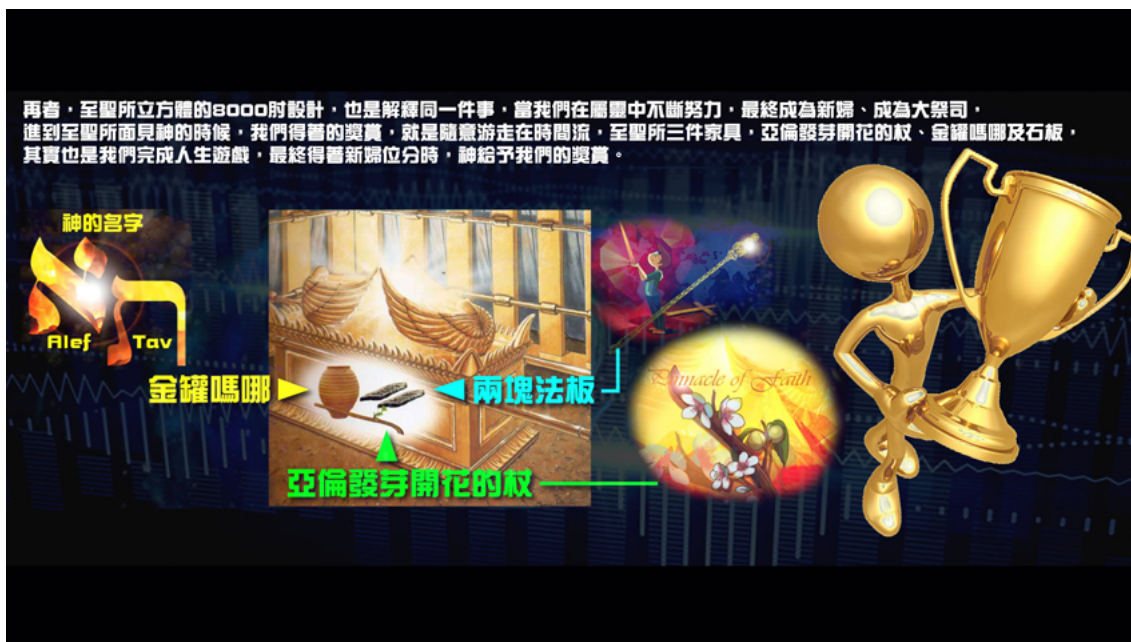 再者，至聖所立方體的8000肘設計，也是解釋同一件事，當我們在屬靈中不斷努力，最終成為新婦、成為大祭司，
進到至聖所面見神的時候，我們得著的獎賞，就是隨意游走在時間流，至聖所三件家具，亞倫發芽開花的杖、金罐嗎哪及石板，
其實也是我們完成人生遊戲，最終得著新婦位分時，神給予我們的獎賞。
神的名字
א ת
Alef Tav
Pinnacle of Faith
金罐嗎哪
兩塊法板
亞倫發芽開花的杖